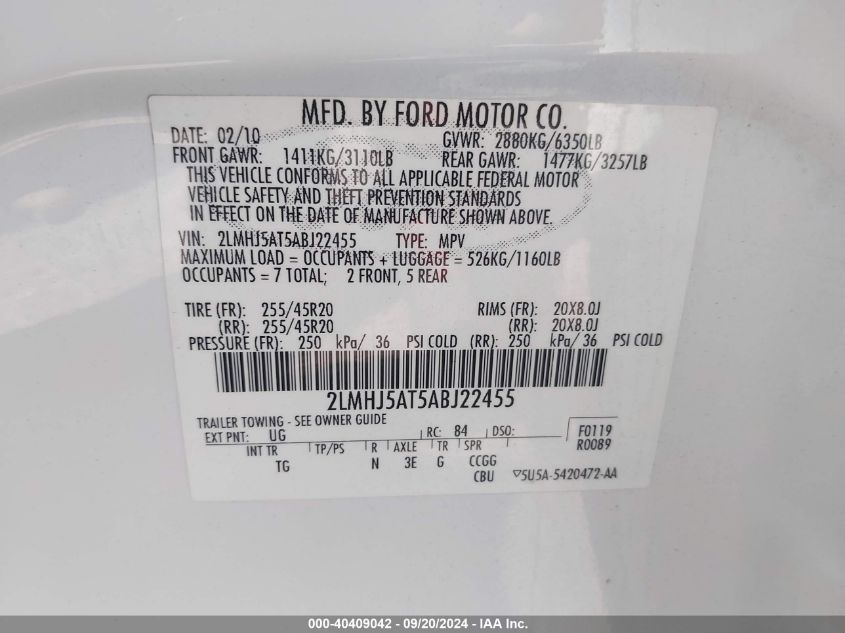 MFD. BY FORD MOTOR CO.
DATE: 02/10 GVWR: 2880KG/6350LB
FRONT GAWR: 1411KG/3110LB REAR GAWR: 1477KG/3257LB
THIS VEHICLE CONFORMS TO ALL APPLICABLE FEDERAL MOTOR
VEHICLE SAFETY AND THEFT PREVENTION STANDARDS
IN EFFECT ON THE DATE OF MANUFACTURE SHOWN ABOVE.
VIN: 2LMHJ5AT5ABJ22455 TYPE: MPV
MAXIMUM LOAD = OCCUPANTS + LUGGAGE = 526KG/1160LB
OCCUPANTS = 7 TOTAL; 2 FRONT, 5 REAR
TIRE (FR): 255/45R20 RIMS (FR): 20X8.0J
(RR): 255/45R20 (RR): 20X8.0J
PRESSURE (FR): 250 kPa/ 36 PSI COLD (RR): 250 kPa/ 36 PSI COLD
2LMHJ5AT5ABJ22455
TRAILER TOWING - SEE OWNER GUIDE
EXT PNT: UG RC: 84 DSO: F0119
R0089
INT TR TP/PS R AXLE TR SPR
TG N 3E G CCGG
CBU 5U5A-5420472-AA
000-40409042 - 09/20/2024 - IAA Inc.